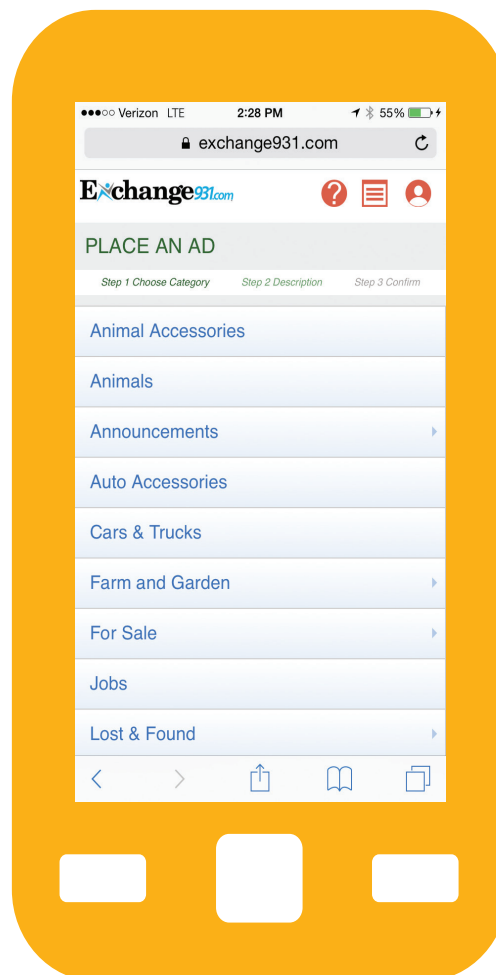 Verizon LTE 2:28 PM 55%
exchange931.com
Exchange931.com
PLACE AN AD
Step 1 Choose Category Step 2 Description Step 3 Confirm
Animal Accessories
Animals
Announcements
Auto Accessories
Cars & Trucks
Farm and Garden
For Sale
Jobs
Lost & Found